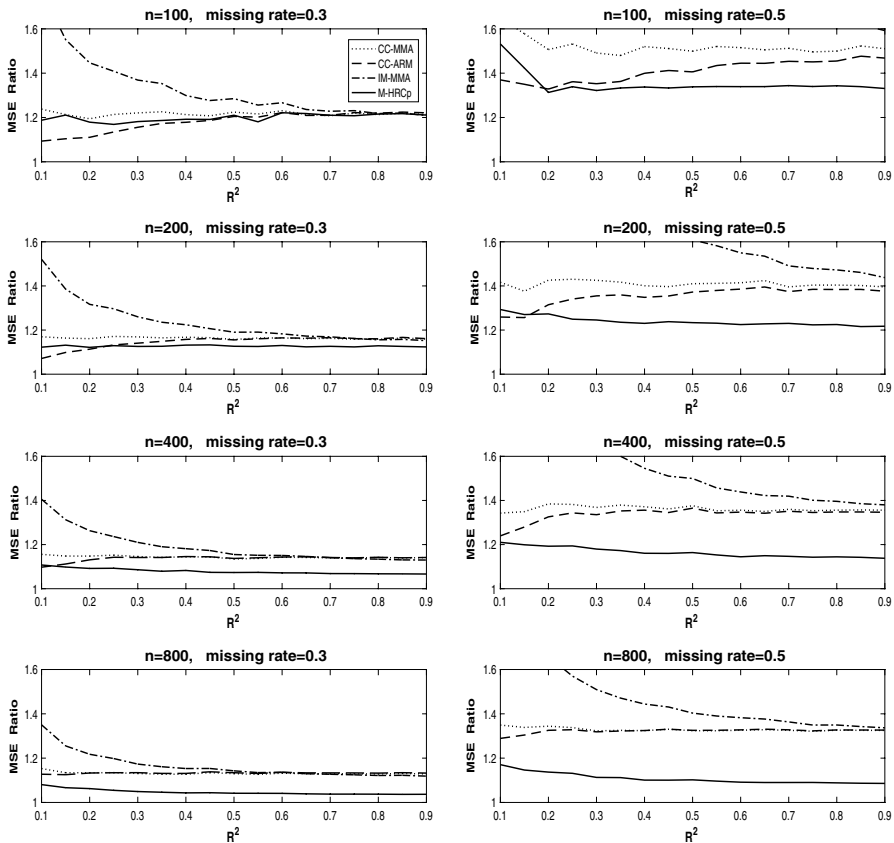 n=100, missing rate=0.3
MSE Ratio
1.6
1.4
1.2
1
CC-MMA
CC-ARM
IM-MMA
M-HRCp
0.1 0.2 0.3 0.4 0.5 0.6 0.7 0.8 0.9
R²
n=100, missing rate=0.5
MSE Ratio
1.6
1.4
1.2
1
0.1 0.2 0.3 0.4 0.5 0.6 0.7 0.8 0.9
R²
n=200, missing rate=0.3
MSE Ratio
1.6
1.4
1.2
1
0.1 0.2 0.3 0.4 0.5 0.6 0.7 0.8 0.9
R²
n=200, missing rate=0.5
MSE Ratio
1.6
1.4
1.2
1
0.1 0.2 0.3 0.4 0.5 0.6 0.7 0.8 0.9
R²
n=400, missing rate=0.3
MSE Ratio
1.6
1.4
1.2
1
0.1 0.2 0.3 0.4 0.5 0.6 0.7 0.8 0.9
R²
n=400, missing rate=0.5
MSE Ratio
1.6
1.4
1.2
1
0.1 0.2 0.3 0.4 0.5 0.6 0.7 0.8 0.9
R²
n=800, missing rate=0.3
MSE Ratio
1.6
1.4
1.2
1
0.1 0.2 0.3 0.4 0.5 0.6 0.7 0.8 0.9
R²
n=800, missing rate=0.5
MSE Ratio
1.6
1.4
1.2
1
0.1 0.2 0.3 0.4 0.5 0.6 0.7 0.8 0.9
R²